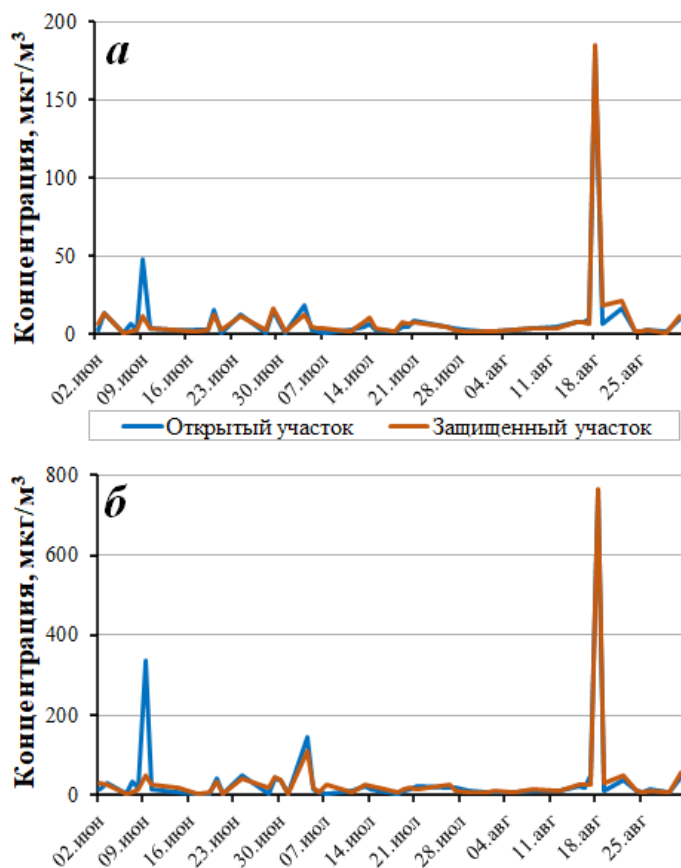 Концентрация, мкг/м³
а
200
150
100
50
0
02.июн 09.июн 16.июн 23.июн 30.июн 07.июл 14.июл 21.июл 28.июл 04.авг 11.авг 18.авг 25.авг
Открытый участок Защищенный участок
Концентрация, мкг/м³
б
800
600
400
200
0
02.июн 09.июн 16.июн 23.июн 30.июн 07.июл 14.июл 21.июл 28.июл 04.авг 11.авг 18.авг 25.авг